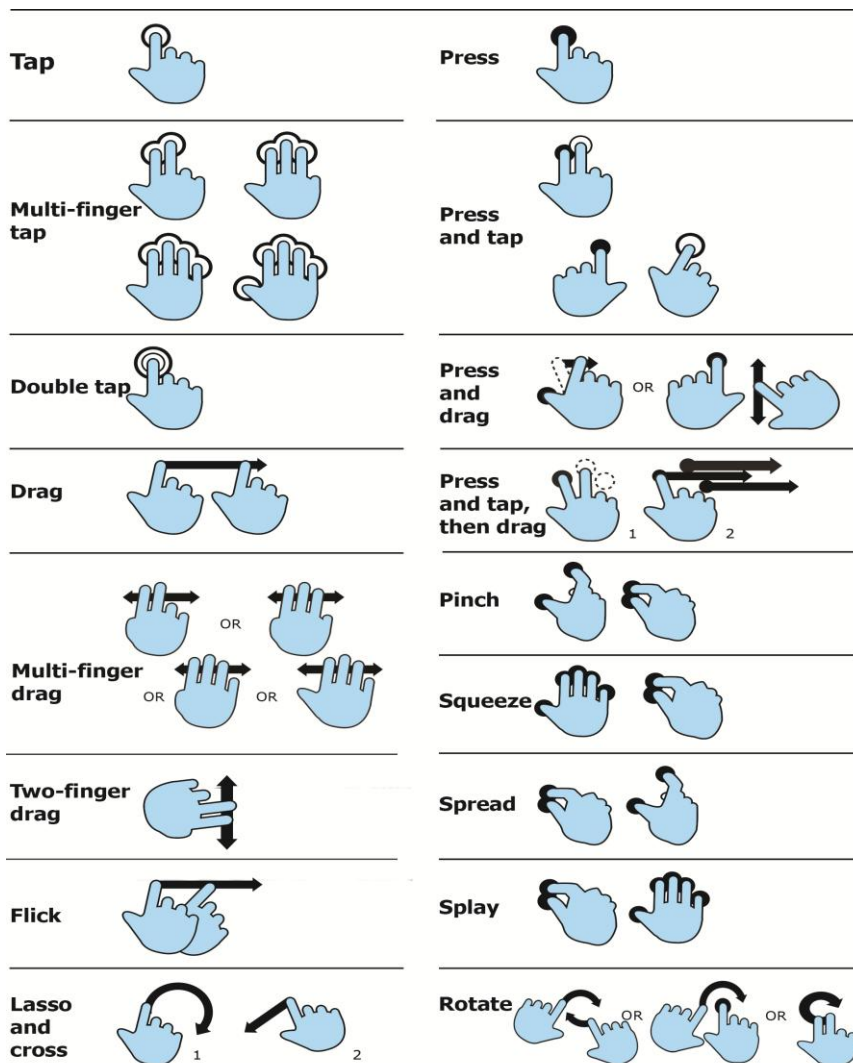 Tap
Multi-finger
tap
Double tap
Drag
OR
Multi-finger
drag
OR
OR
Two-finger
drag
Flick
Lasso
and
cross
1
2
Press
Press
and tap
Press
and
drag
OR
Press
and tap,
then drag
1
2
Pinch
Squeeze
Spread
Splay
Rotate
OR
OR